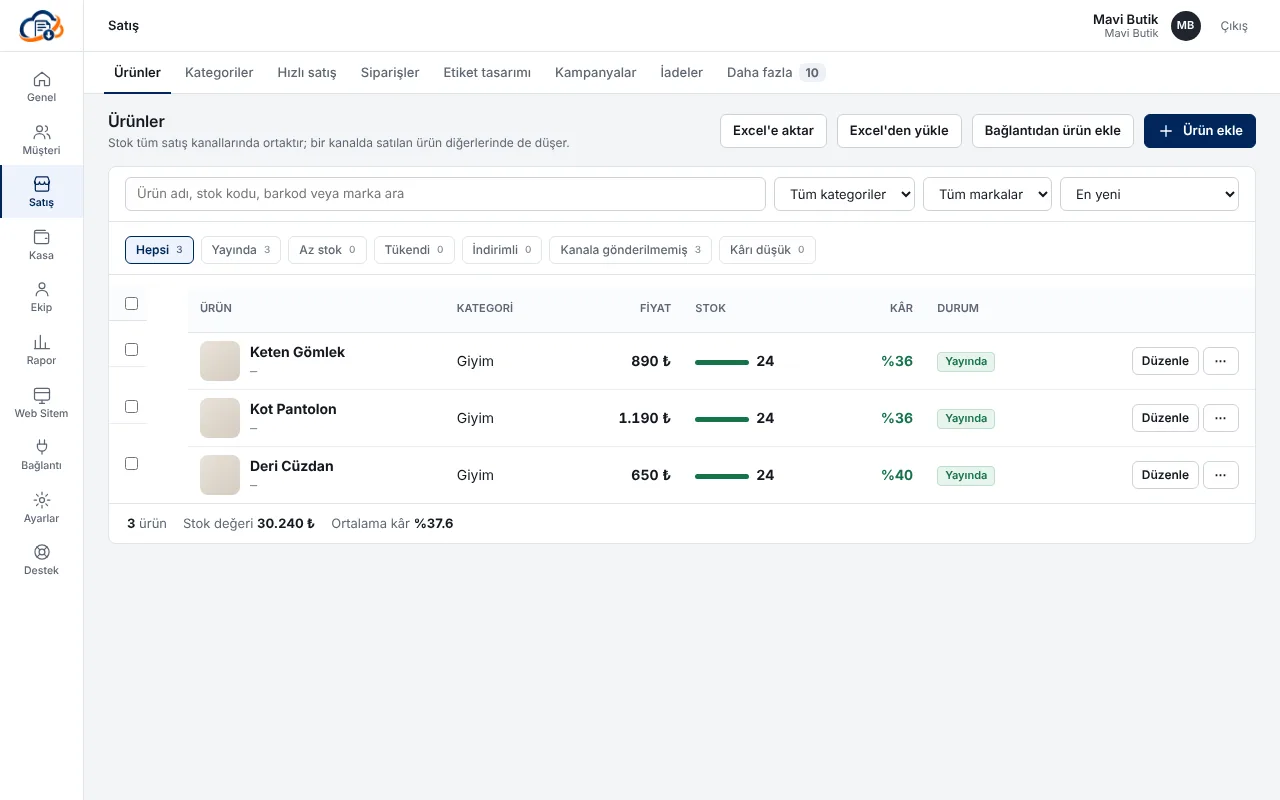 Satış
Mavi Butik
Mavi Butik
MB
Çıkış
Genel
Müşteri
Satış
Kasa
Ekip
Rapor
Web Sitem
Bağlantı
Ayarlar
Destek
Ürünler Kategoriler Hızlı satış Siparişler Etiket tasarımı Kampanyalar İadeler Daha fazla 10
Ürünler
Stok tüm satış kanallarında ortaktır; bir kanalda satılan ürün diğerlerinde de düşer.
Excel'e aktar Excel'den yükle Bağlantıdan ürün ekle + Ürün ekle
Ürün adı, stok kodu, barkod veya marka ara Tüm kategoriler Tüm markalar En yeni
Hepsi 3 Yayında 3 Az stok 0 Tükendi 0 İndirimli 0 Kanala gönderilmemiş 3 Kârı düşük 0
ÜRÜN KATEGORİ FİYAT STOK KÂR DURUM
Keten Gömlek
–
Giyim 890 ₺ 24 %36 Yayında Düzenle ...
Kot Pantolon
–
Giyim 1.190 ₺ 24 %36 Yayında Düzenle ...
Deri Cüzdan
–
Giyim 650 ₺ 24 %40 Yayında Düzenle ...
3 ürün Stok değeri 30.240 ₺ Ortalama kâr %37.6